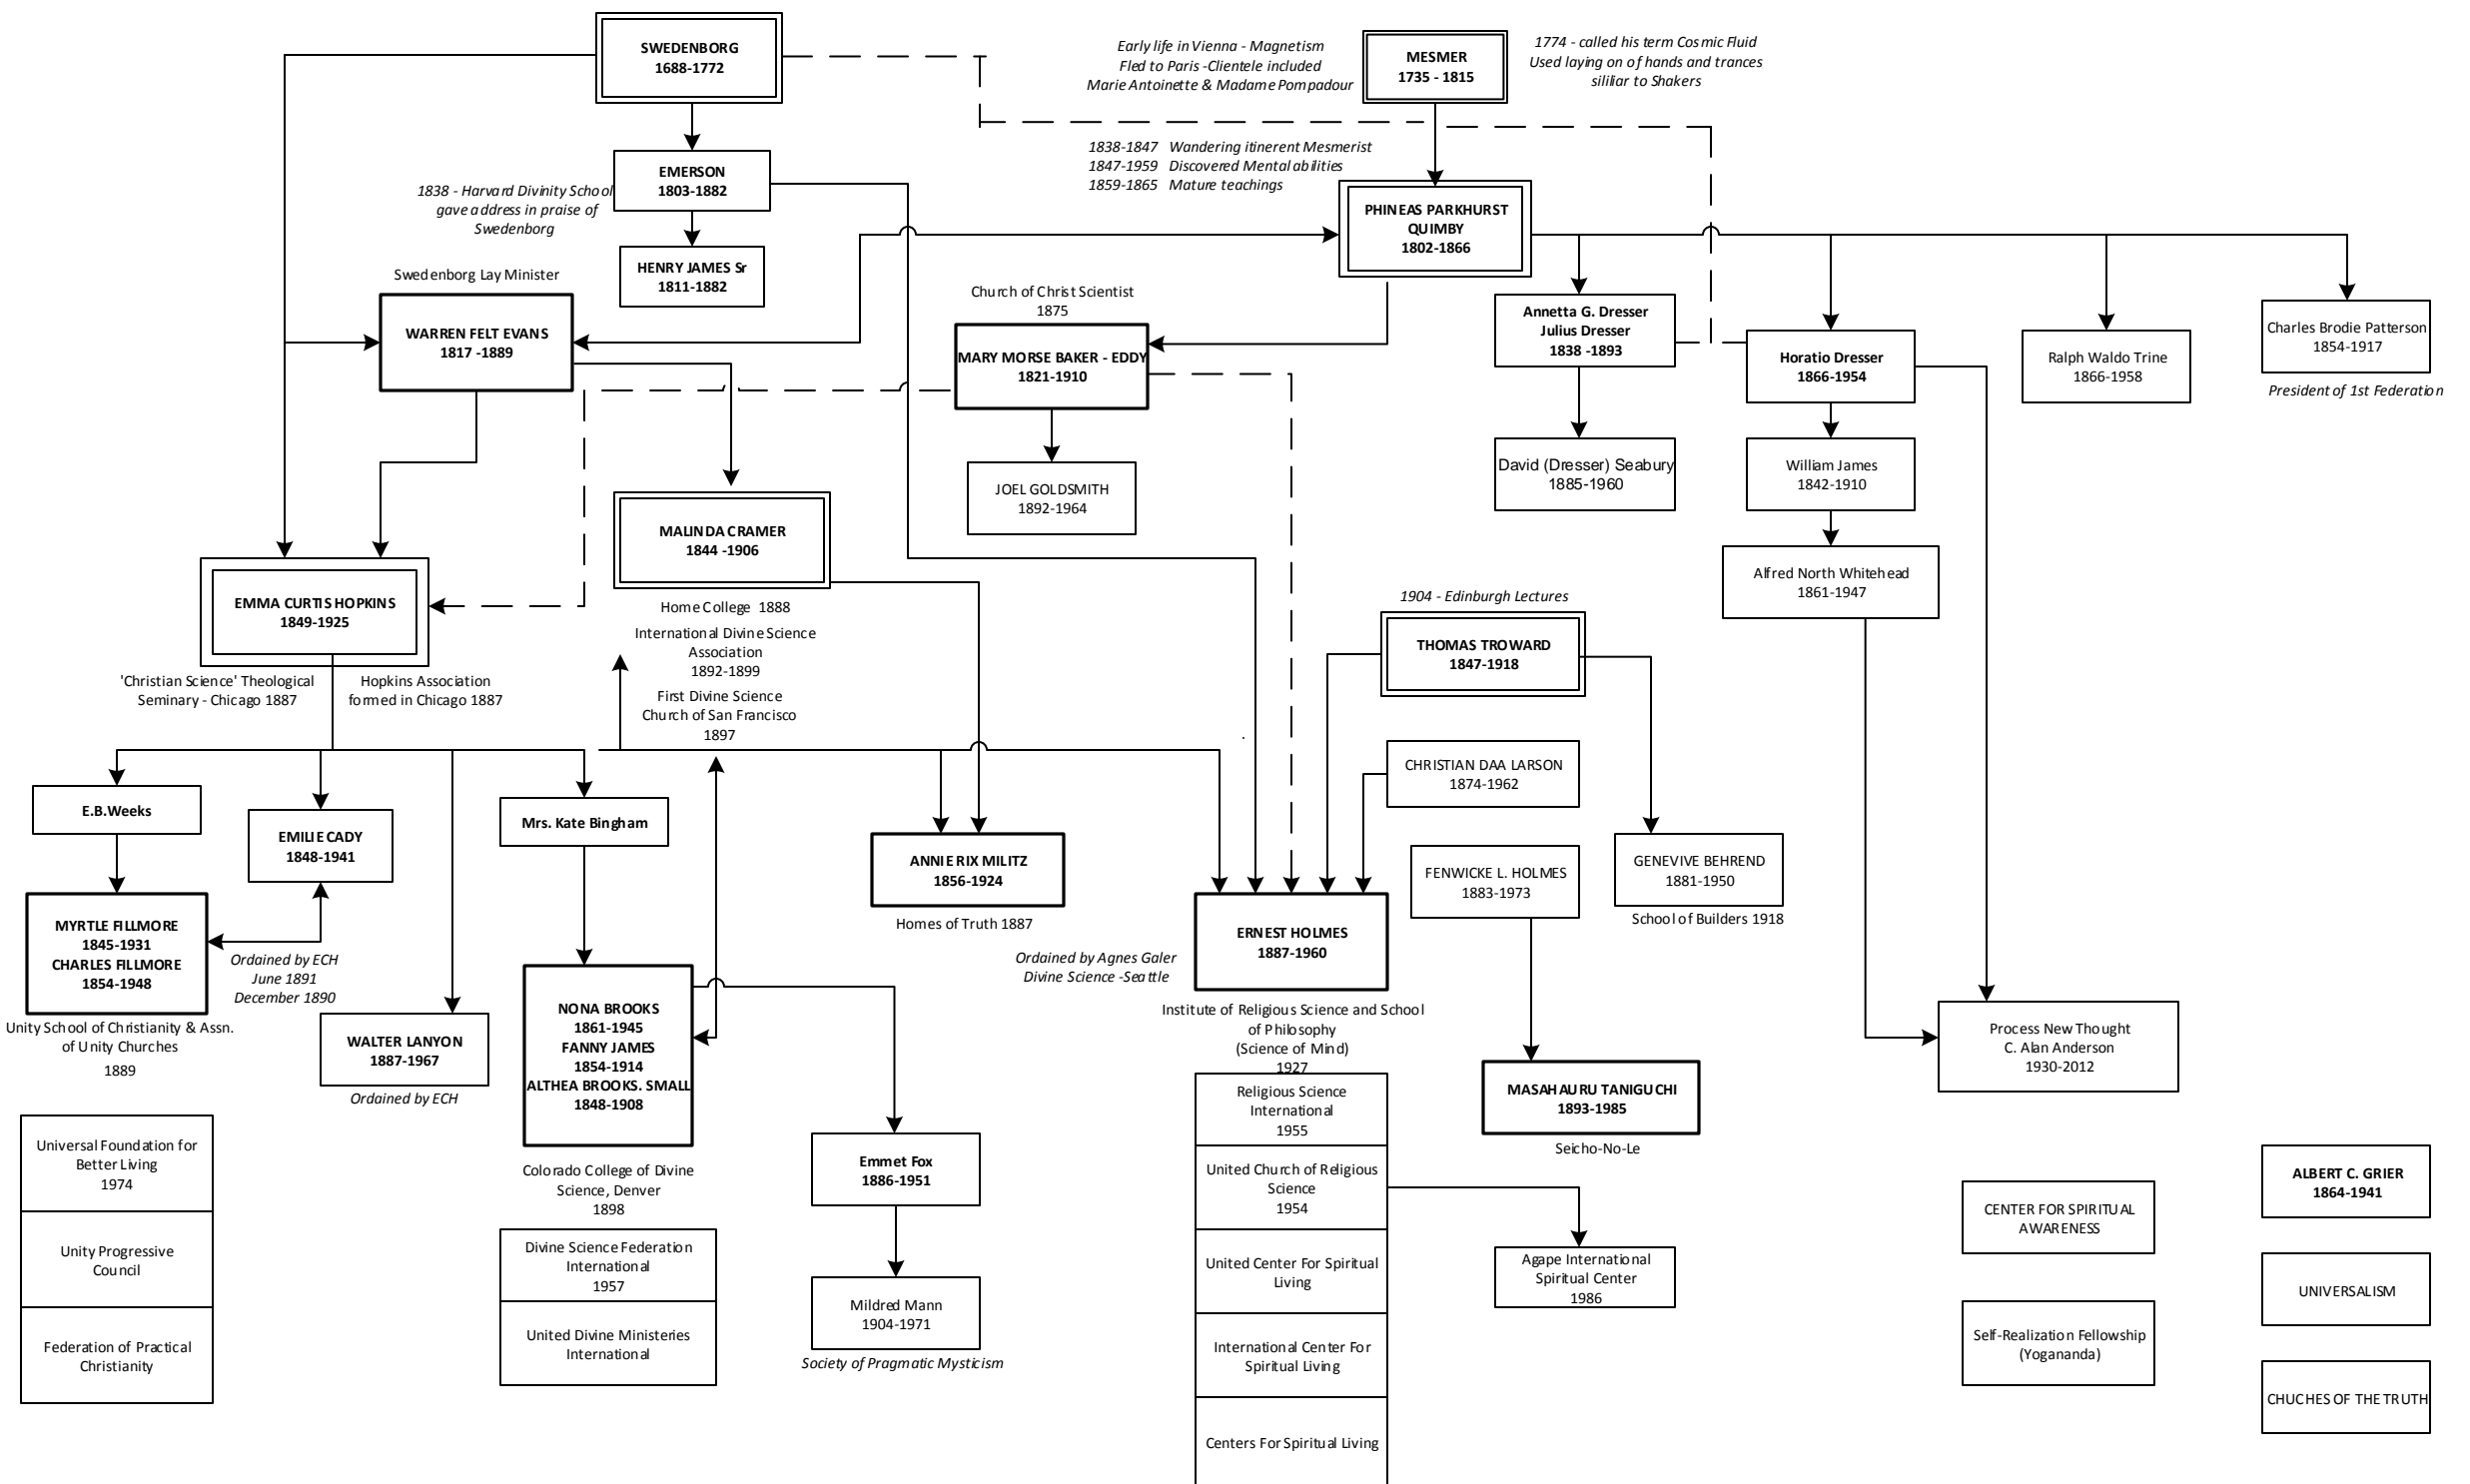 SWEDENBORG
1688-1772
Early life in Vienna - Magnetism
Fled to Paris -Clientele included
Marie Antoinette & Madame Pompadour
MESMER
1735 - 1815
1774 - called his term Cosmic Fluid
Used laying on of hands and trances
sililiar to Shakers
1838-1847 Wandering itinerent Mesmerist
1847-1959 Discovered Mental abilities
1859-1865 Mature teachings
EMERSON
1803-1882
1838 - Harvard Divinity School
gave address in praise of
Swedenborg
PHINEAS PARKHURST
QUIMBY
1802-1866
HENRY JAMES Sr
1811-1882
Swedenborg Lay Minister
WARREN FELT EVANS
1817 -1889
Church of Christ Scientist
1875
MARY MORSE BAKER - EDDY
1821-1910
Annetta G. Dresser
Julius Dresser
1838 -1893
Horatio Dresser
1866-1954
Ralph Waldo Trine
1866-1958
Charles Brodie Patterson
1854-1917
President of 1st Federation
JOEL GOLDSMITH
1892-1964
David (Dresser) Seabury
1885-1960
William James
1842-1910
MALINDA CRAMER
1844 -1906
Alfred North Whitehead
1861-1947
EMMA CURTIS HOPKINS
1849-1925
Home College 1888
International Divine Science
Association
1892-1899
First Divine Science
Church of San Francisco
1897
1904 - Edinburgh Lectures
THOMAS TROWARD
1847-1918
'Christian Science' Theological
Seminary - Chicago 1887
Hopkins Association
formed in Chicago 1887
CHRISTIAN DAA LARSON
1874-1962
E.B.Weeks
EMILIE CADY
1848-1941
Mrs. Kate Bingham
ANNIE RIX MILITZ
1856-1924
Homes of Truth 1887
FENWICKE L. HOLMES
1883-1973
GENEVIVE BEHREND
1881-1950
School of Builders 1918
MYRTLE FILLMORE
1845-1931
CHARLES FILLMORE
1854-1948
Ordained by ECH
June 1891
December 1890
Unity School of Christianity & Assn.
of Unity Churches
1889
ERNEST HOLMES
1887-1960
Ordained by Agnes Galer
Divine Science -Seattle
WALTER LANYON
1887-1967
Ordained by ECH
NONA BROOKS
1861-1945
FANNY JAMES
1854-1914
ALTHEA BROOKS. SMALL
1848-1908
Institute of Religious Science and School
of Philosophy
(Science of Mind)
1927
Process New Thought
C. Alan Anderson
1930-2012
MASAHAURU TANIGUCHI
1893-1985
Seicho-No-Le
Universal Foundation for
Better Living
1974
Unity Progressive
Council
Federation of Practical
Christianity
Colorado College of Divine
Science, Denver
1898
Divine Science Federation
International
1957
United Divine Ministeries
International
Emmet Fox
1886-1951
Mildred Mann
1904-1971
Society of Pragmatic Mysticism
Religious Science
International
1955
United Church of Religious
Science
1954
United Center For Spiritual
Living
International Center For
Spiritual Living
Centers For Spiritual Living
Agape International
Spiritual Center
1986
CENTER FOR SPIRITUAL
AWARENESS
Self-Realization Fellowship
(Yogananda)
ALBERT C. GRIER
1864-1941
UNIVERSALISM
CHUCHES OF THE TRUTH